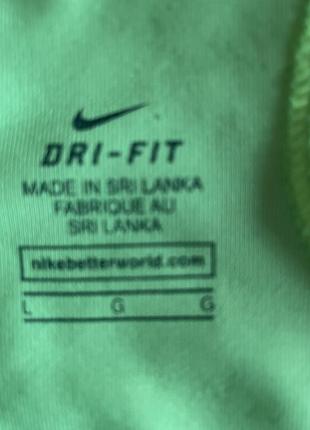 DRI-FIT
MADE IN SRI LANKA
FABRIQUE AU
SRI LANKA
nikebetterworld.com
L G G